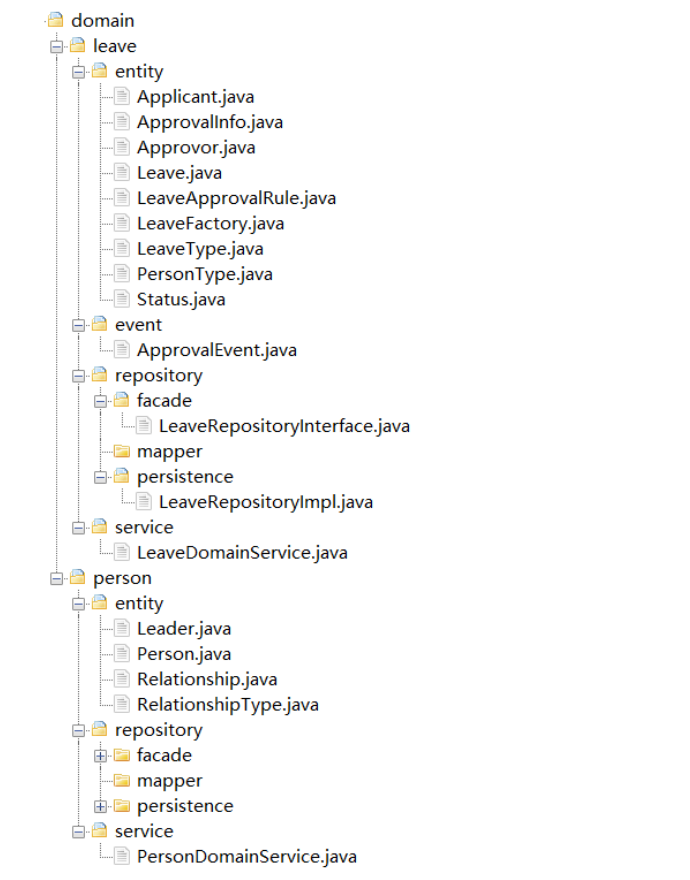 domain
leave
entity
Applicant.java
ApprovalInfo.java
Approvor.java
Leave.java
LeaveApprovalRule.java
LeaveFactory.java
LeaveType.java
PersonType.java
Status.java
event
ApprovalEvent.java
repository
facade
LeaveRepositoryInterface.java
mapper
persistence
LeaveRepositoryImpl.java
service
LeaveDomainService.java
person
entity
Leader.java
Person.java
Relationship.java
RelationshipType.java
repository
facade
mapper
persistence
service
PersonDomainService.java